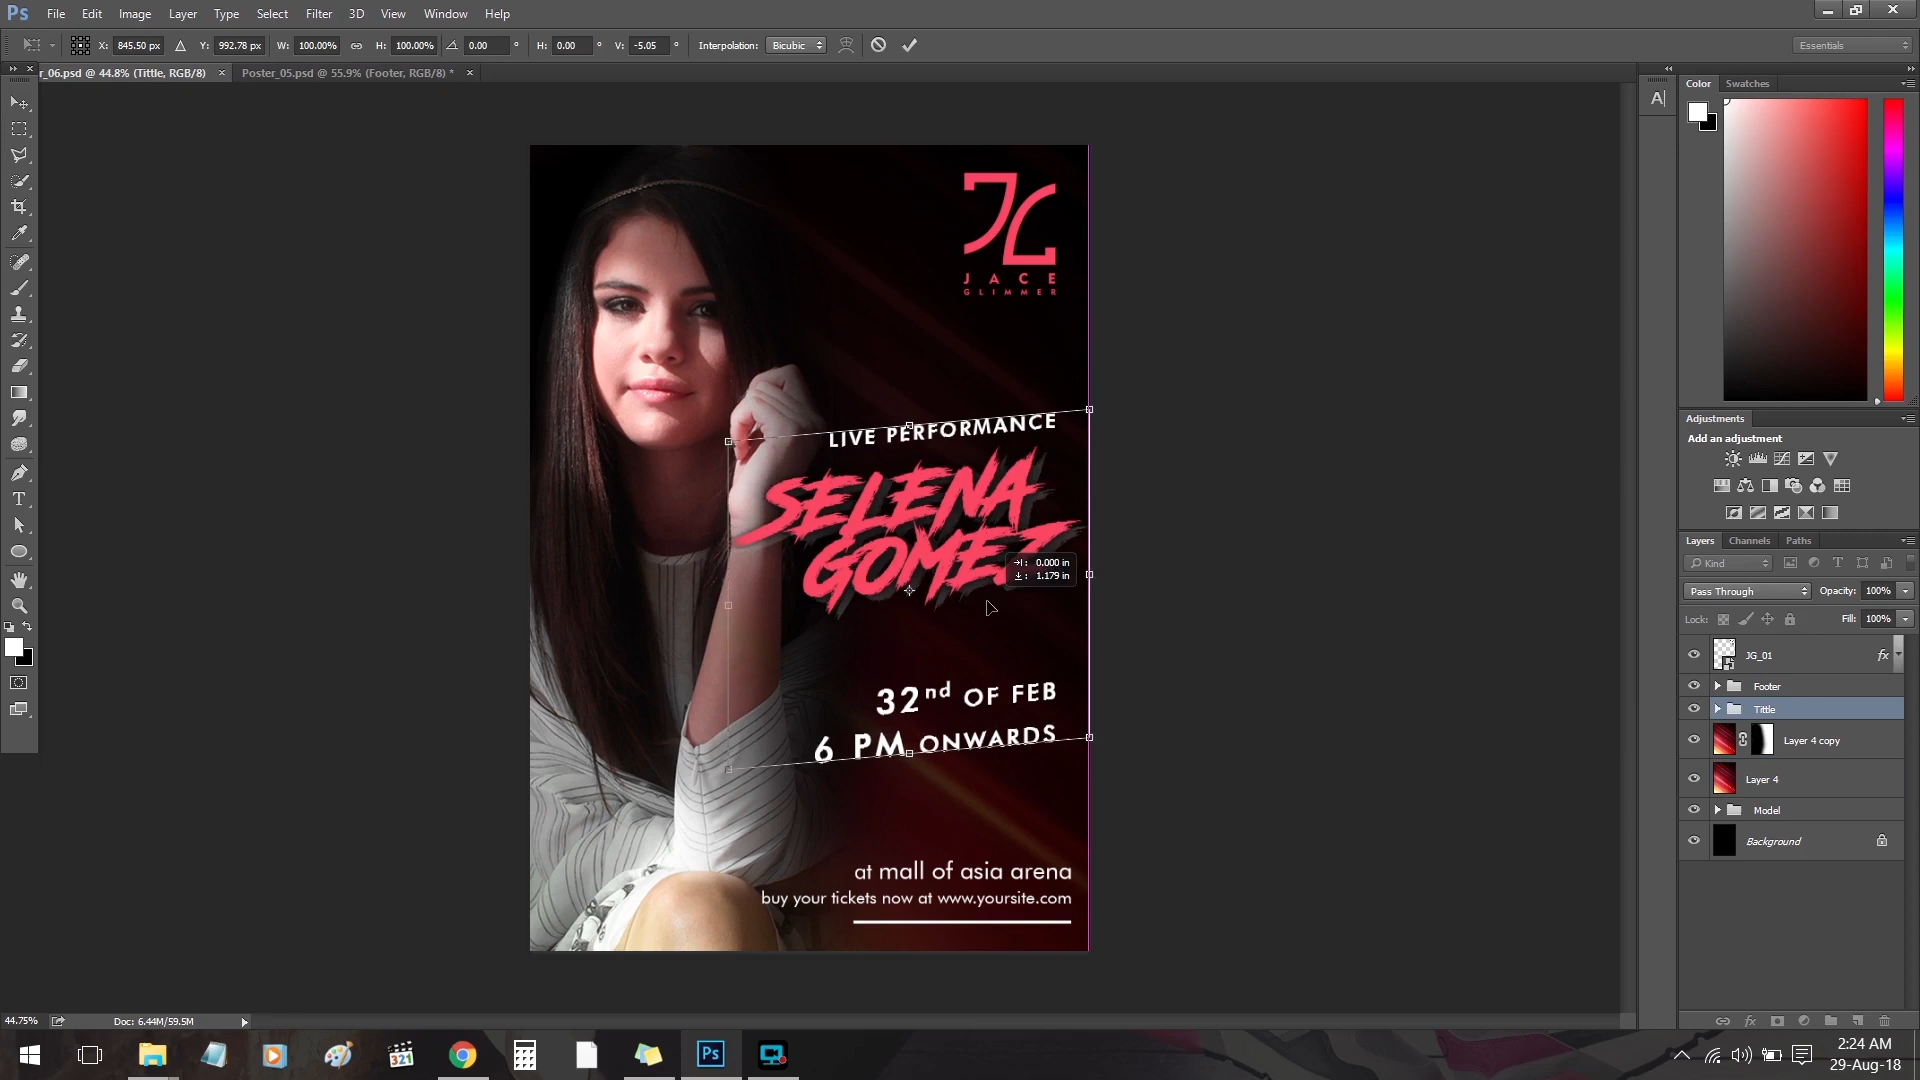 Ps File Edit Image Layer Type Select Filter 3D View Window Help
X: 845.50 px Y: 992.78 px W: 100.00% H: 100.00% 0.00 ° H: 0.00 ° V: -5.05 ° Interpolation: Bicubic Essentials
r_06.psd @ 44.8% (Tittle, RGB/8) × Poster_05.psd @ 55.9% (Footer, RGB/8) * ×
Color Swatches
JACE
GLIMMER
LIVE PERFORMANCE
SELENA
GOMEZ
0.000 in
1.179 in
32nd OF FEB
6 PM ONWARDS
at mall of asia arena
buy your tickets now at www.yoursite.com
Adjustments
Add an adjustment
Layers Channels Paths
Kind
Pass Through Opacity: 100%
Lock: Fill: 100%
JG_01 fx
Footer
Tittle
Layer 4 copy
Layer 4
Model
Background
44.75% Doc: 6.44M/59.5M
fx
321
Ps
2:24 AM
29-Aug-18